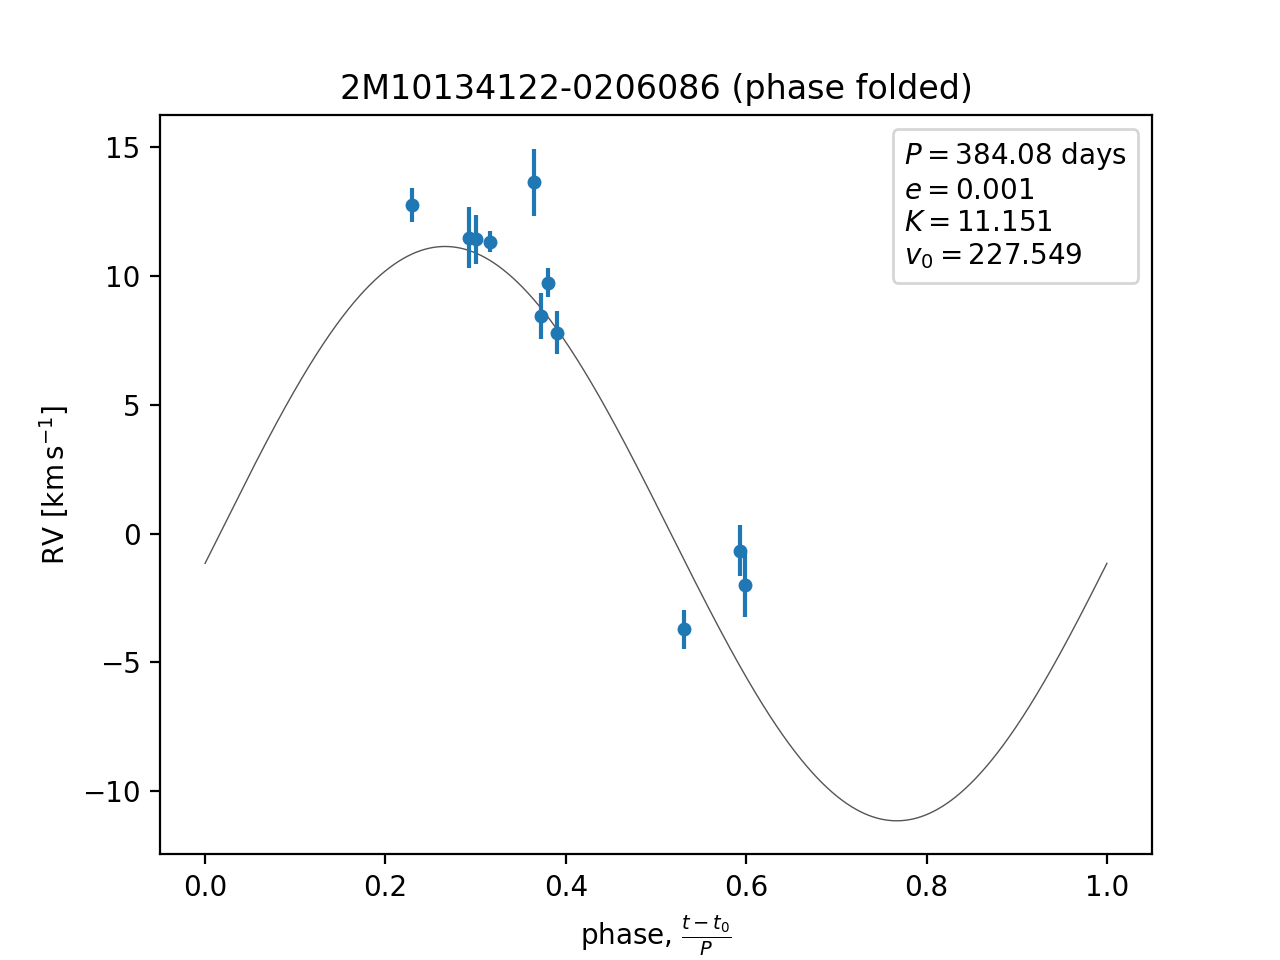 2M10134122-0206086 (phase folded)
P = 384.08 days
e = 0.001
K = 11.151
v₀ = 227.549
15
10
5
0
−5
−10
RV [km s⁻¹]
0.0 0.2 0.4 0.6 0.8 1.0
phase, (t − t₀)/P